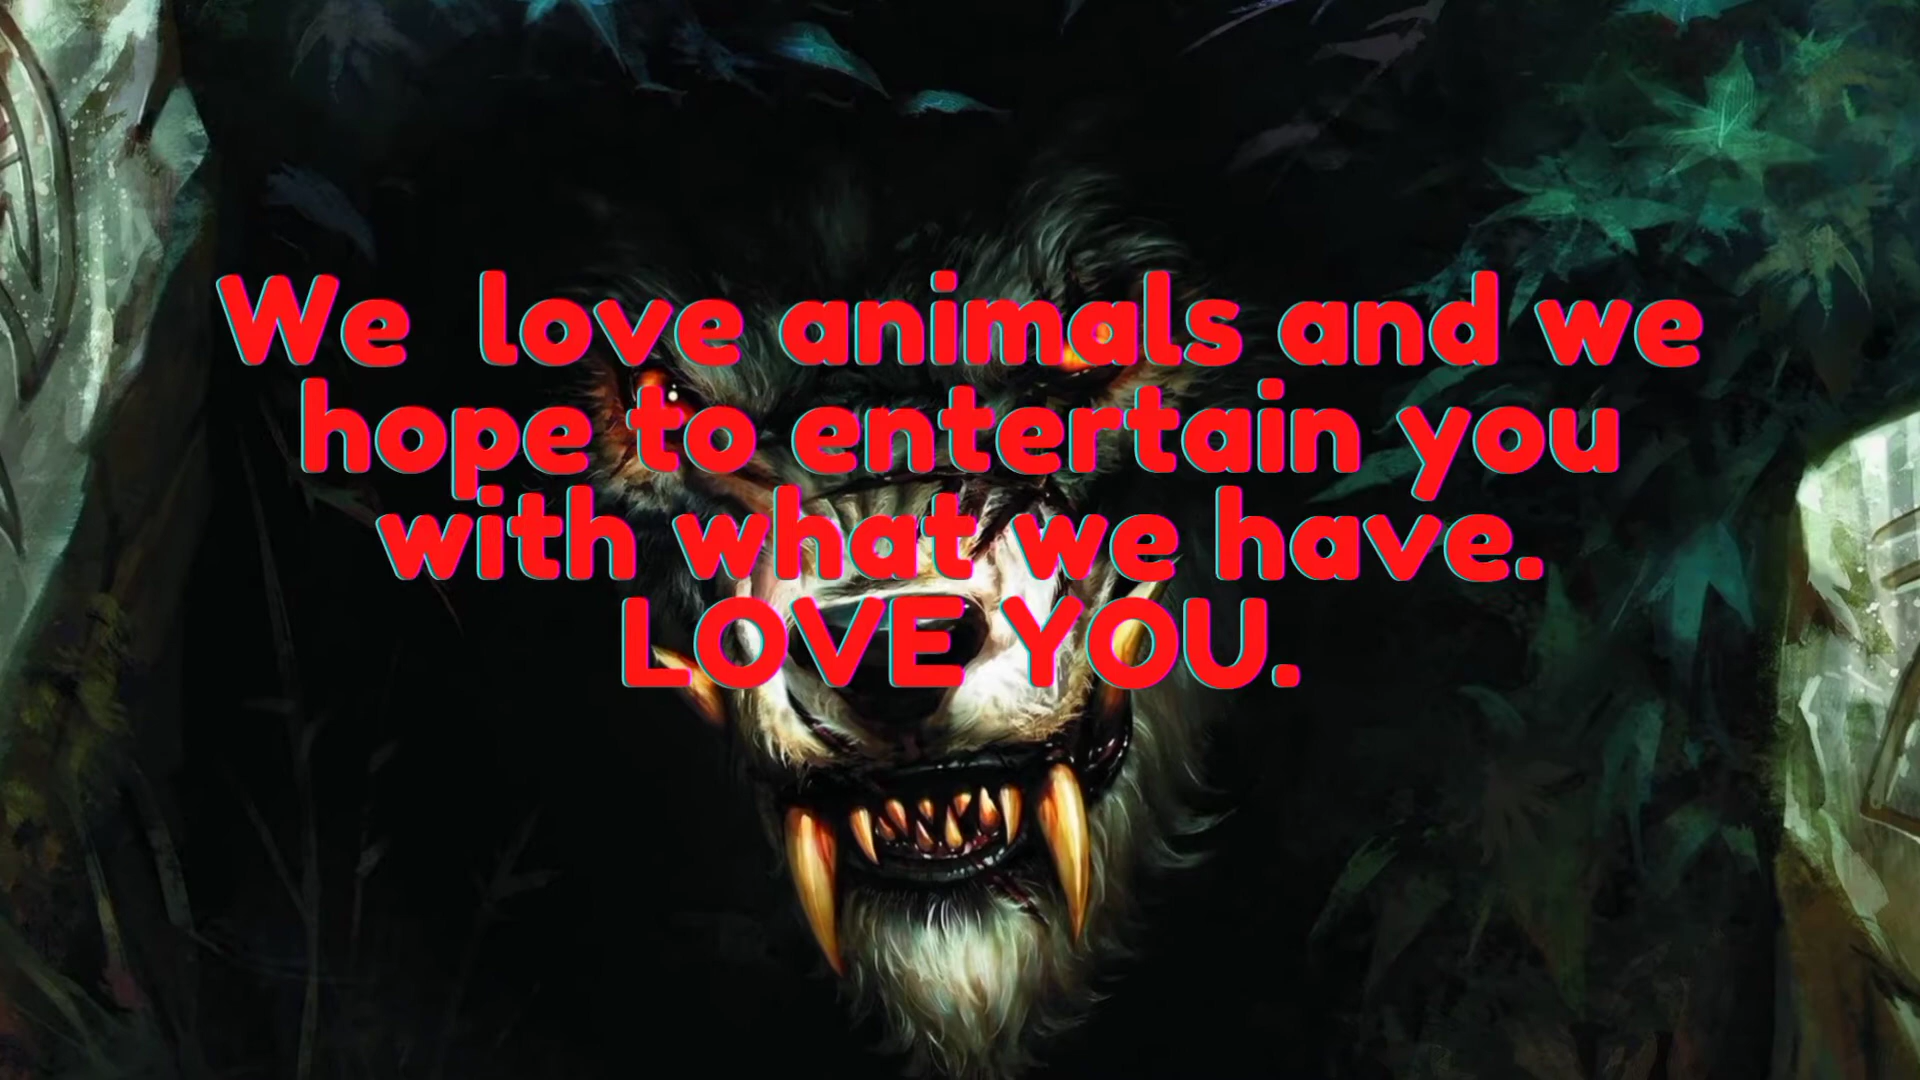 We  love animals and we
hope to entertain you
with what we have.
LOVE YOU.